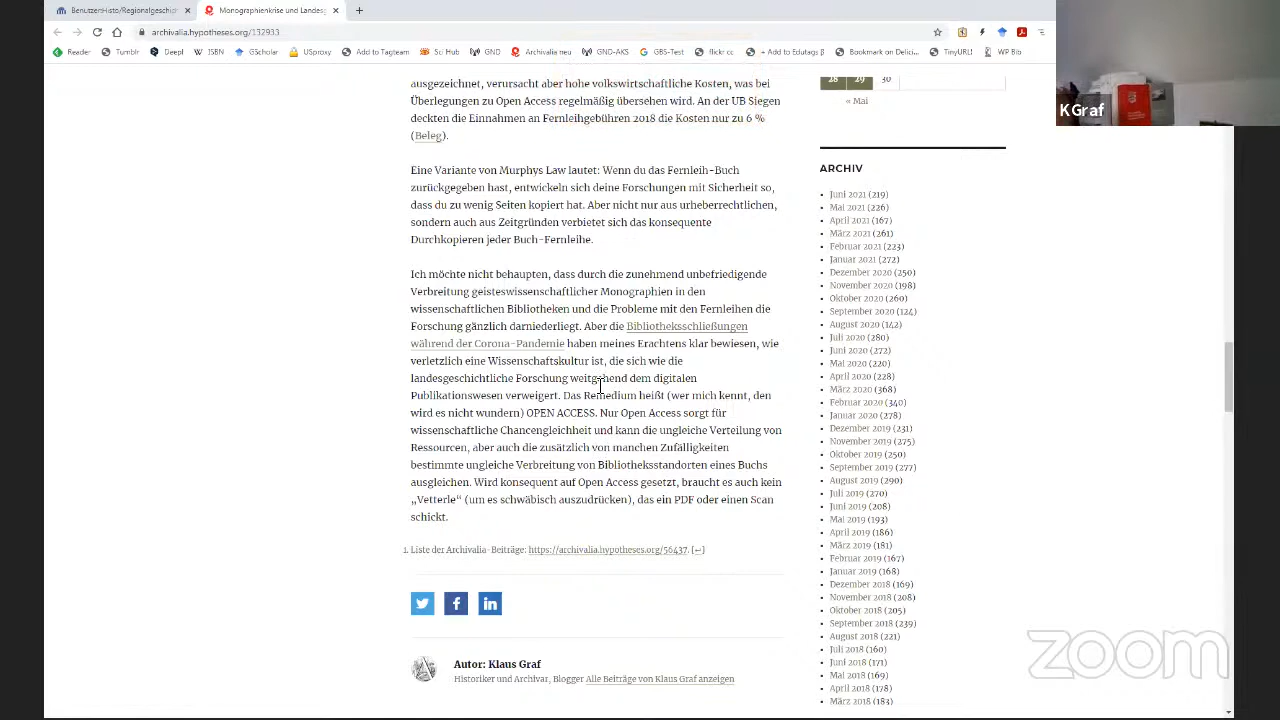 BenutzerHisto/Regionalgeschich
Monographienkrise und Landesg
archivalia.hypotheses.org/132933
Reader
Tumblr
Deepl
ISBN
GScholar
USproxy
Add to Tagteam
Sci Hub
GND
Archivalia neu
GND-AKS
GBS-Test
flickr cc
+ Add to Edutags
Bookmark on Delici...
TinyURL!
WP Bib
K Graf
ausgezeichnet, verursacht aber hohe volkswirtschaftliche Kosten, was bei
Überlegungen zu Open Access regelmäßig übersehen wird. An der UB Siegen
deckten die Einnahmen an Fernleihgebühren 2018 die Kosten nur zu 6 %
(Beleg).
Eine Variante von Murphys Law lautet: Wenn du das Fernleih-Buch
zurückgegeben hast, entwickeln sich deine Forschungen mit Sicherheit so,
dass du zu wenig Seiten kopiert hat. Aber nicht nur aus urheberrechtlichen,
sondern auch aus Zeitgründen verbietet sich das konsequente
Durchkopieren jeder Buch-Fernleihe.
Ich möchte nicht behaupten, dass durch die zunehmend unbefriedigende
Verbreitung geisteswissenschaftlicher Monographien in den
wissenschaftlichen Bibliotheken und die Probleme mit den Fernleihen die
Forschung gänzlich darniederliegt. Aber die Bibliotheksschließungen
während der Corona-Pandemie haben meines Erachtens klar bewiesen, wie
verletzlich eine Wissenschaftskultur ist, die sich wie die
landesgeschichtliche Forschung weitgehend dem digitalen
Publikationswesen verweigert. Das Remedium heißt (wer mich kennt, den
wird es nicht wundern) OPEN ACCESS. Nur Open Access sorgt für
wissenschaftliche Chancengleichheit und kann die ungleiche Verteilung von
Ressourcen, aber auch die zusätzlich von manchen Zufälligkeiten
bestimmte ungleiche Verbreitung von Bibliotheksstandorten eines Buchs
ausgleichen. Wird konsequent auf Open Access gesetzt, braucht es auch kein
„Vetterle“ (um es schwäbisch auszudrücken), das ein PDF oder einen Scan
schickt.
1. Liste der Archivalia-Beiträge: https://archivalia.hypotheses.org/56437. [↩]
Autor: Klaus Graf
Historiker und Archivar, Blogger Alle Beiträge von Klaus Graf anzeigen
28 29 30
« Mai
ARCHIV
Juni 2021 (219)
Mai 2021 (226)
April 2021 (167)
März 2021 (261)
Februar 2021 (223)
Januar 2021 (272)
Dezember 2020 (250)
November 2020 (198)
Oktober 2020 (260)
September 2020 (124)
August 2020 (142)
Juli 2020 (280)
Juni 2020 (272)
Mai 2020 (220)
April 2020 (228)
März 2020 (368)
Februar 2020 (340)
Januar 2020 (278)
Dezember 2019 (231)
November 2019 (275)
Oktober 2019 (250)
September 2019 (277)
August 2019 (290)
Juli 2019 (270)
Juni 2019 (208)
Mai 2019 (193)
April 2019 (186)
März 2019 (181)
Februar 2019 (167)
Januar 2019 (168)
Dezember 2018 (169)
November 2018 (208)
Oktober 2018 (205)
September 2018 (239)
August 2018 (221)
Juli 2018 (160)
Juni 2018 (171)
Mai 2018 (169)
April 2018 (178)
März 2018 (183)
zoom